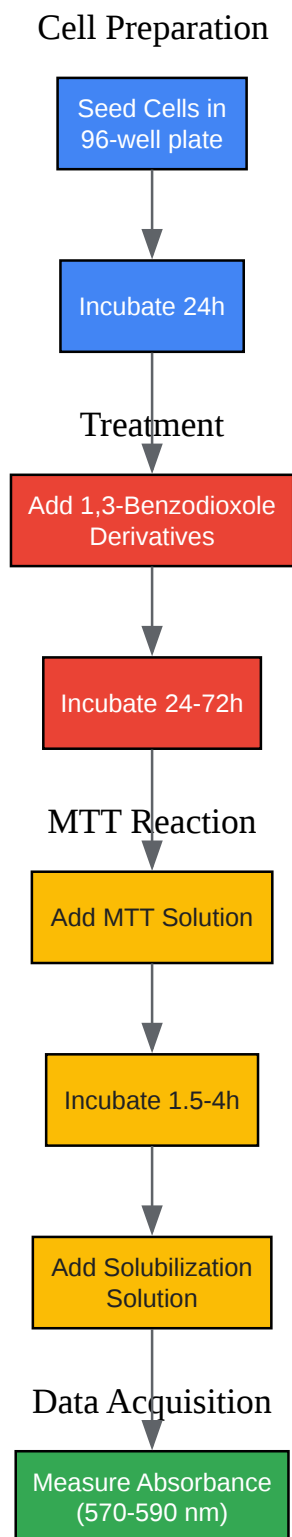 Cell Preparation
Seed Cells in
96-well plate
Incubate 24h
Treatment
Add 1,3-Benzodioxole
Derivatives
Incubate 24-72h
MTT Reaction
Add MTT Solution
Incubate 1.5-4h
Add Solubilization
Solution
Data Acquisition
Measure Absorbance
(570-590 nm)